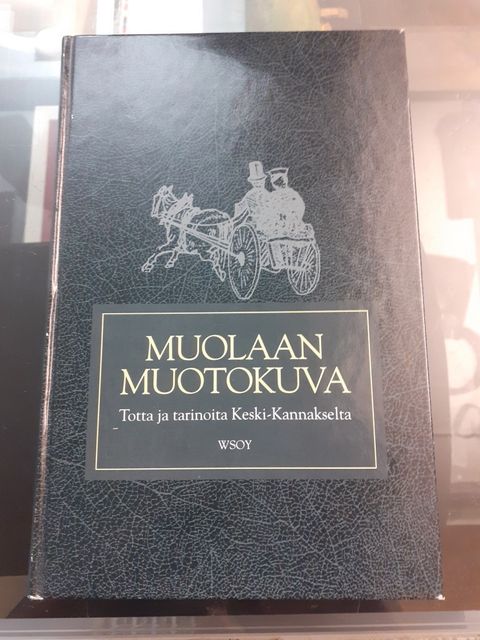 MUOLAAN
MUOTOKUVA
Totta ja tarinoita Keski-Kannakselta
WSOY